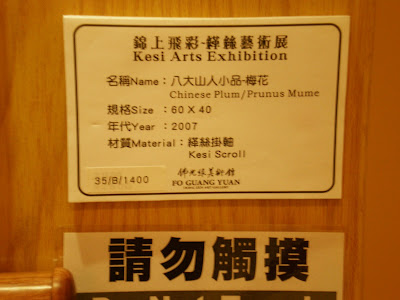 錦上飛彩-緙絲藝術展
Kesi Arts Exhibition
名稱Name：八大山人小品-梅花
Chinese Plum/Prunus Mume
規格Size：60 X 40
年代Year：2007
材質Material：緙絲掛軸
Kesi Scroll
35/B/1400
佛光緣美術館
FO GUANG YUAN
請勿觸摸